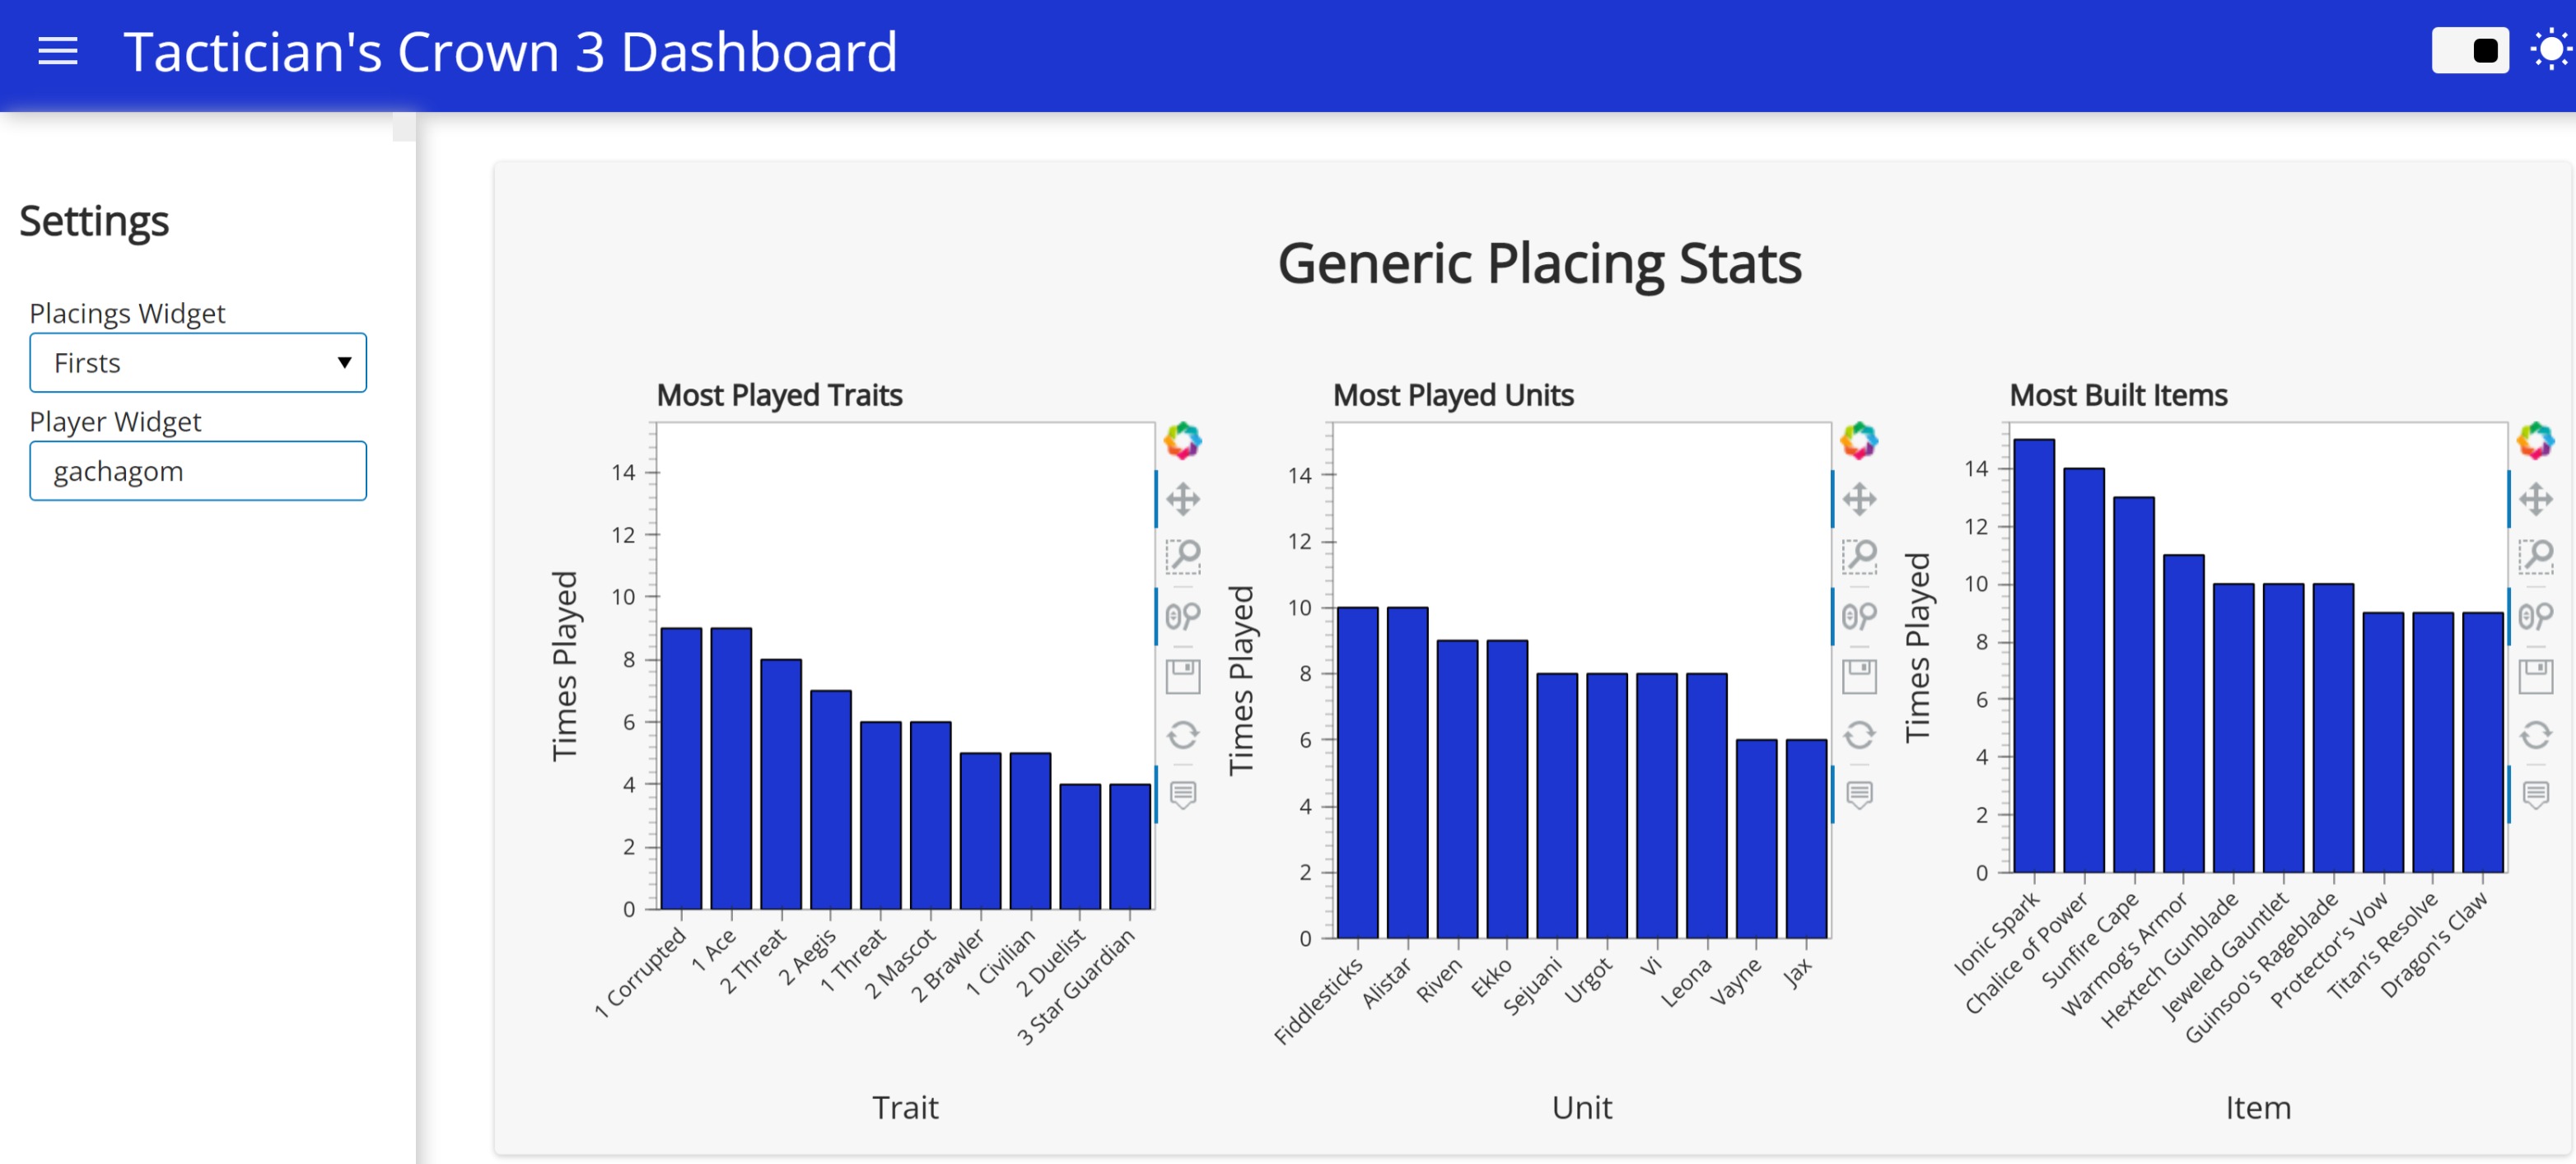 Tactician's Crown 3 Dashboard
Settings
Placings Widget
Firsts
Player Widget
gachagom
Generic Placing Stats
Most Played Traits
Times Played
14
12
10
8
6
4
2
0
1 Corrupted
1 Ace
2 Threat
2 Aegis
1 Threat
2 Mascot
2 Brawler
1 Civilian
2 Duelist
3 Star Guardian
Trait
Most Played Units
Times Played
14
12
10
8
6
4
2
0
Fiddlesticks
Alistar
Riven
Ekko
Sejuani
Urgot
Vi
Leona
Vayne
Jax
Unit
Most Built Items
Times Played
14
12
10
8
6
4
2
0
Ionic Spark
Chalice of Power
Sunfire Cape
Warmog's Armor
Hextech Gunblade
Jeweled Gauntlet
Guinsoo's Rageblade
Protector's Vow
Titan's Resolve
Dragon's Claw
Item